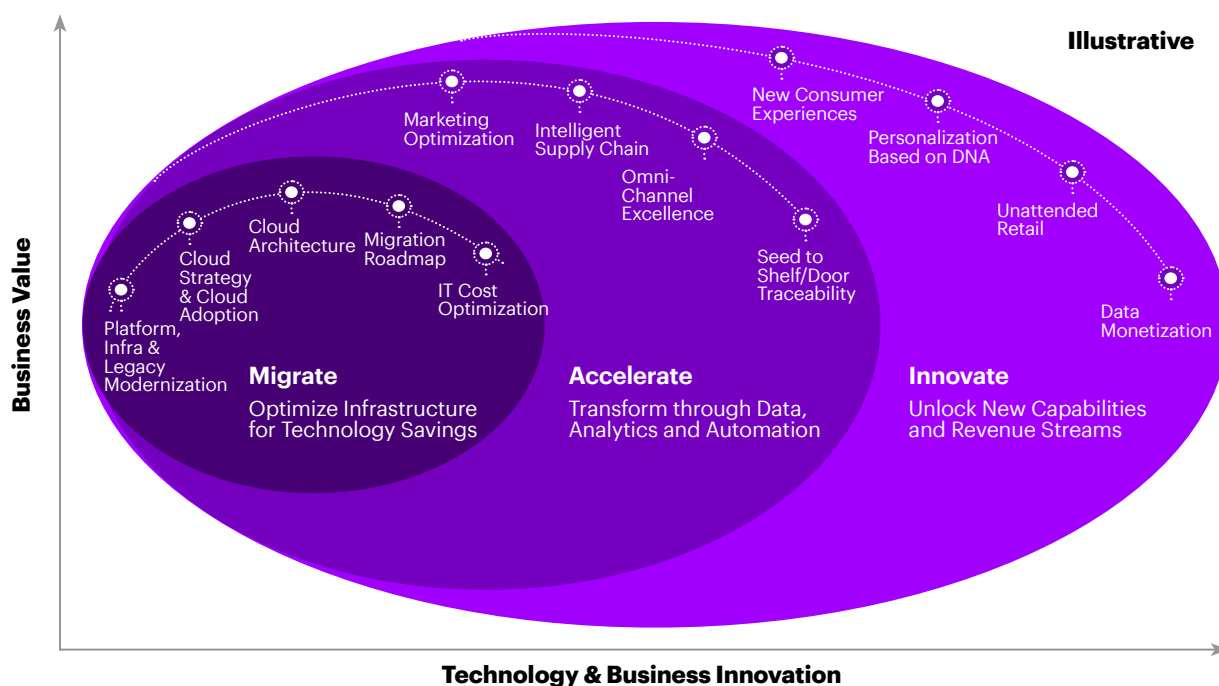 Illustrative
Business Value
New Consumer
Experiences
Personalization
Based on DNA
Unattended
Retail
Data
Monetization
Marketing
Optimization
Intelligent
Supply Chain
Omni-
Channel
Excellence
Seed to
Shelf/Door
Traceability
Platform,
Infra &
Legacy
Modernization
Cloud
Strategy
& Cloud
Adoption
Cloud
Architecture
Migration
Roadmap
IT Cost
Optimization
Migrate
Optimize Infrastructure
for Technology Savings
Accelerate
Transform through Data,
Analytics and Automation
Innovate
Unlock New Capabilities
and Revenue Streams
Technology & Business Innovation